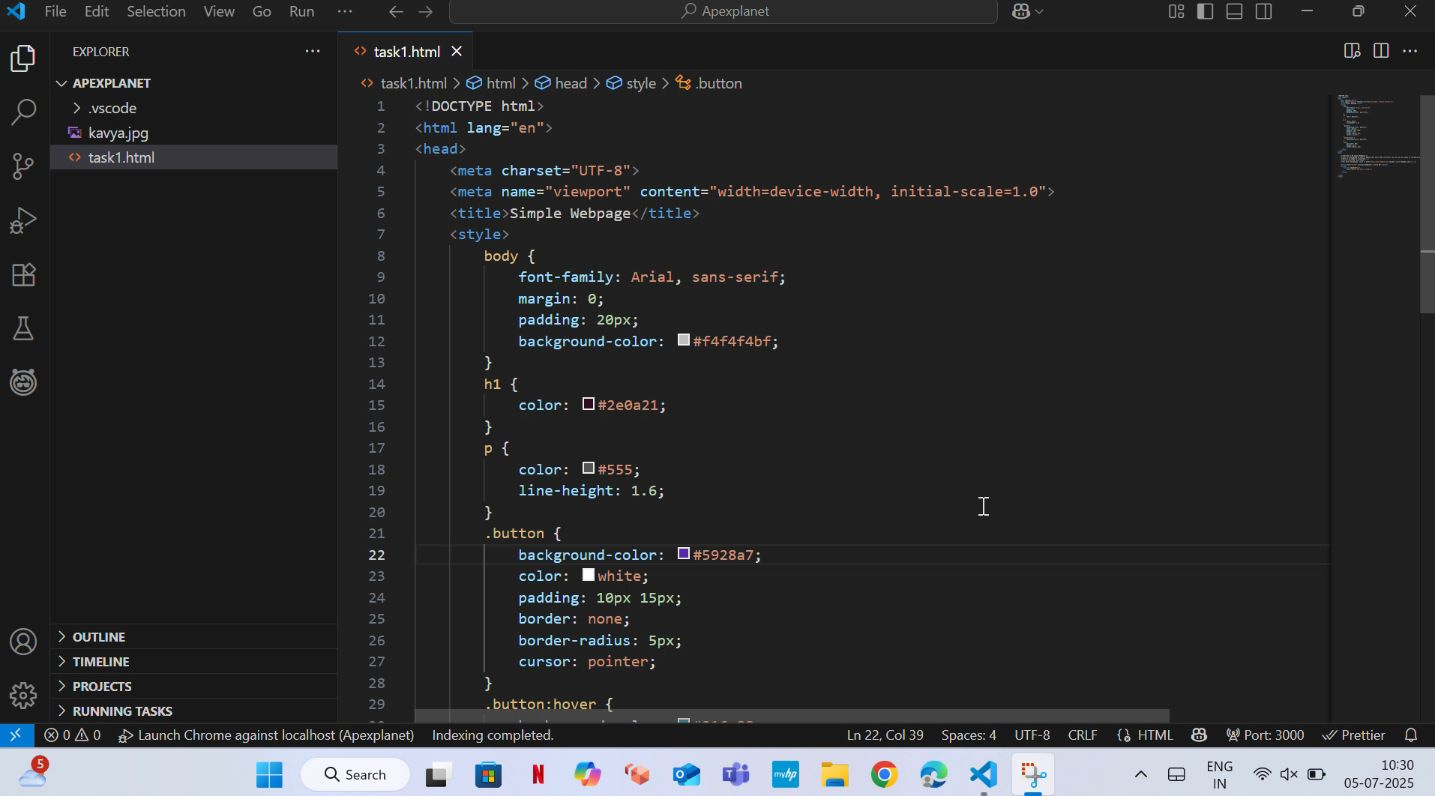 File Edit Selection View Go Run ··· Apexplanet
EXPLORER ···
task1.html
APEXPLANET
task1.html > html > head > style > .button
.vscode
kavya.jpg
task1.html
1 <!DOCTYPE html>
2 <html lang="en">
3 <head>
4 <meta charset="UTF-8">
5 <meta name="viewport" content="width=device-width, initial-scale=1.0">
6 <title>Simple Webpage</title>
7 <style>
8 body {
9 font-family: Arial, sans-serif;
10 margin: 0;
11 padding: 20px;
12 background-color: #f4f4f4bf;
13 }
14 h1 {
15 color: #2e0a21;
16 }
17 p {
18 color: #555;
19 line-height: 1.6;
20 }
21 .button {
22 background-color: #5928a7;
23 color: white;
24 padding: 10px 15px;
25 border: none;
26 border-radius: 5px;
27 cursor: pointer;
28 }
29 .button:hover {
OUTLINE
TIMELINE
PROJECTS
RUNNING TASKS
0 0 Launch Chrome against localhost (Apexplanet) Indexing completed. Ln 22, Col 39 Spaces: 4 UTF-8 CRLF HTML Port: 3000 Prettier
5
Search
N
myhp
ENG
IN
10:30
05-07-2025